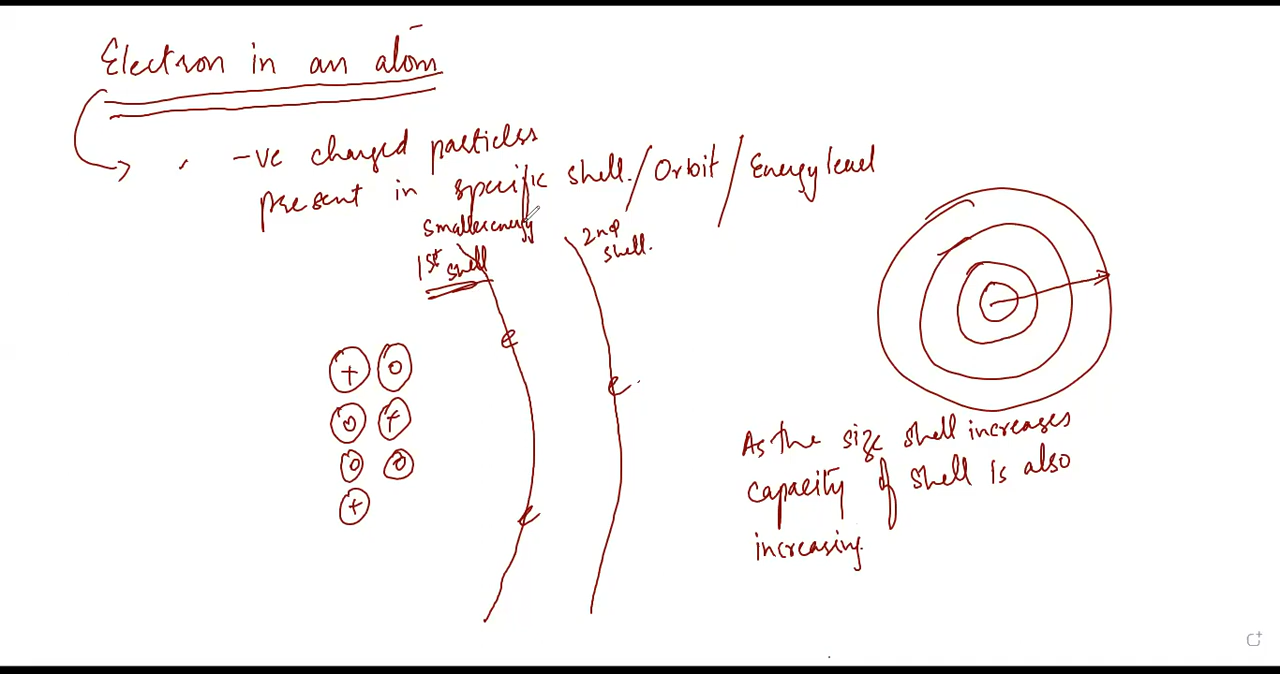 Electron in an atom
-ve charged particles
present in specific shell./Orbit/Energy level
smaller energy
1st shell
2nd
shell.
+ o
o +
o o
+
e
e
e
As the size shell increases
capacity of shell is also
increasing.